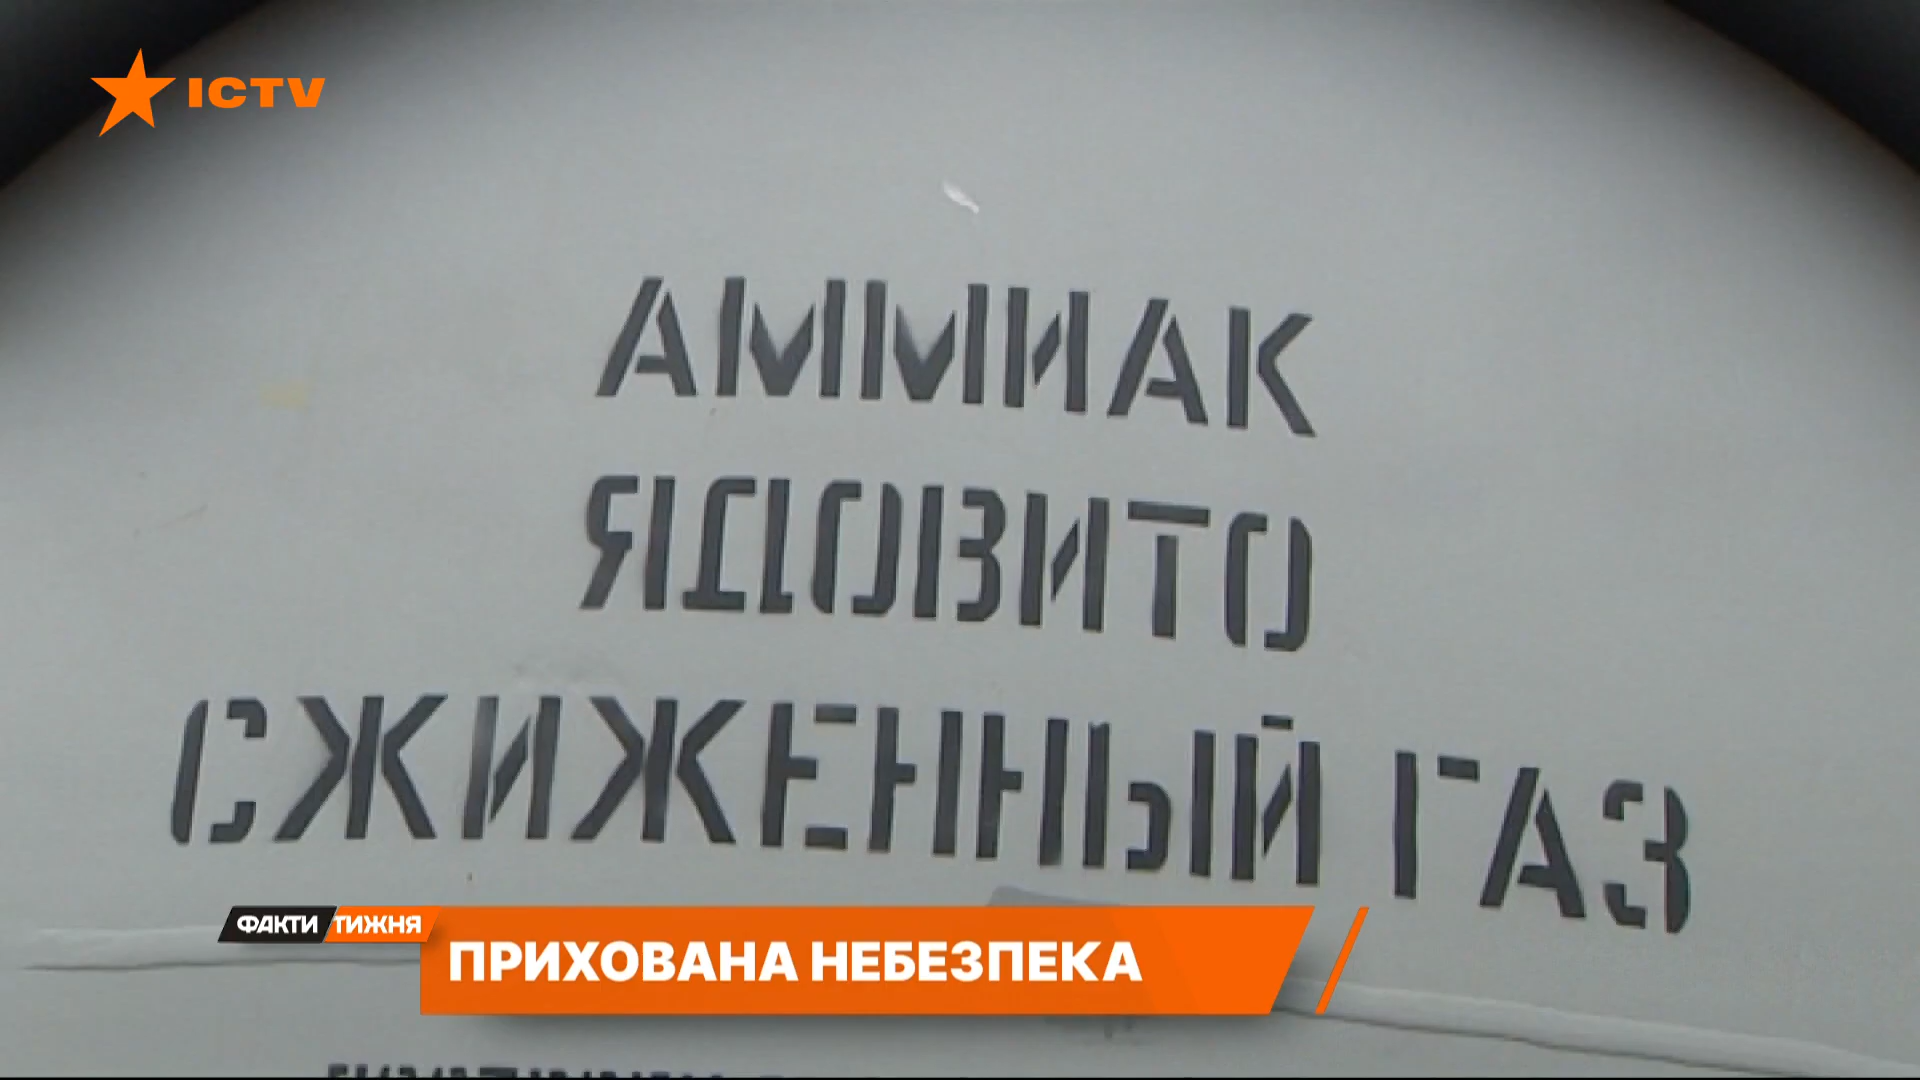 ICTV
АММИАК
ЯДОВИТО
СЖИЖЕННЫЙ ГАЗ
ФАКТИ ТИЖНЯ
ПРИХОВАНА НЕБЕЗПЕКА